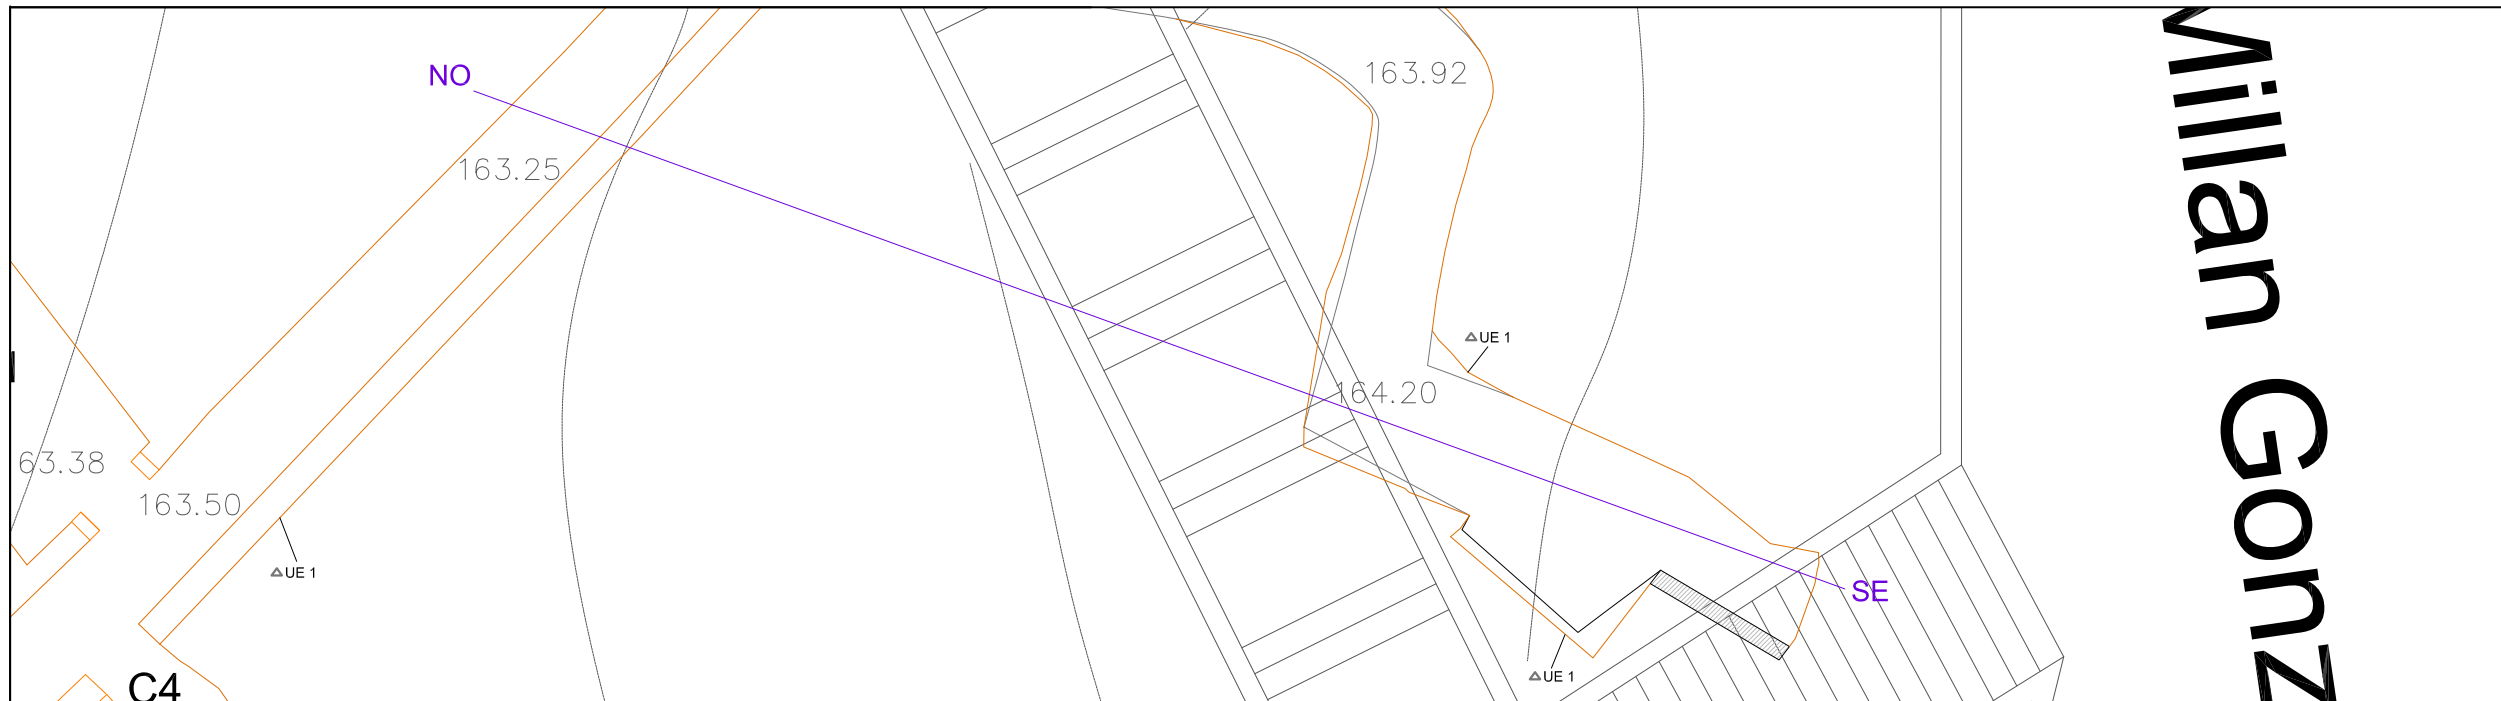 NO
163.92
163.25
△UE 1
164.20
63.38
163.50
△UE 1
SE
△UE 1
C4
Millan Gonz